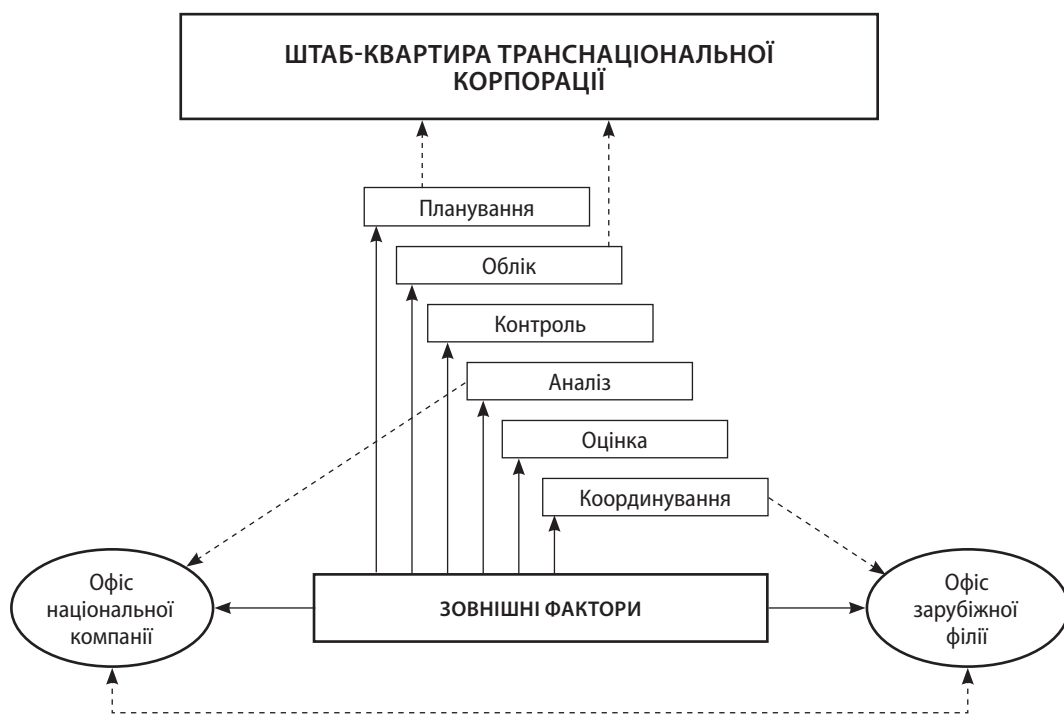 ШТАБ-КВАРТИРА ТРАНСНАЦІОНАЛЬНОЇ
КОРПОРАЦІЇ
Планування
Облік
Контроль
Аналіз
Оцінка
Координування
Офіс
національної
компанії
ЗОВНІШНІ ФАКТОРИ
Офіс
зарубіжної
філії